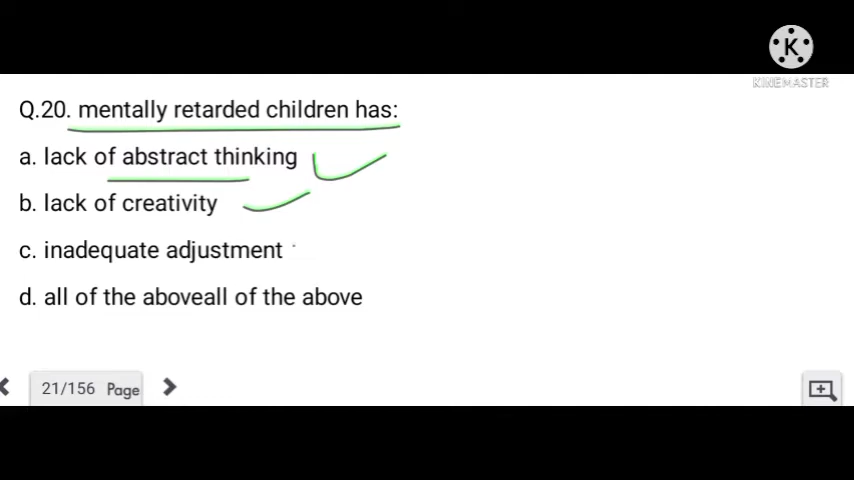 K
KINEMASTER
Q.20. mentally retarded children has:
a. lack of abstract thinking
b. lack of creativity
c. inadequate adjustment
d. all of the aboveall of the above
21/156 Page